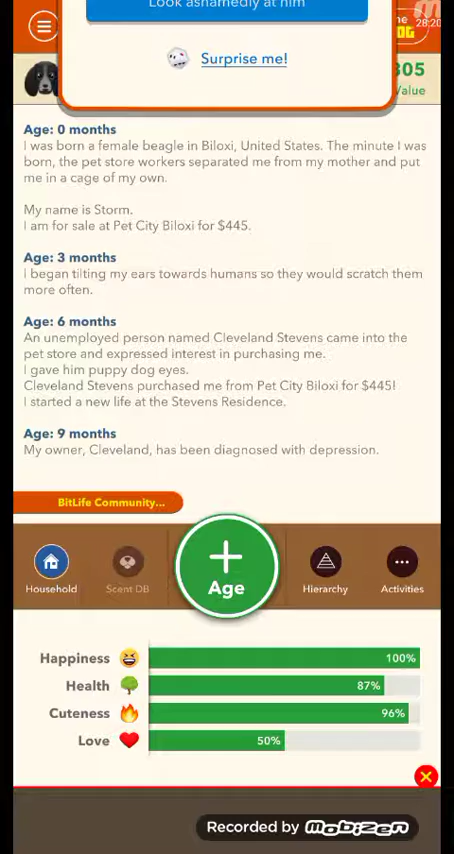 Look ashamedly at him
28:20
Surprise me!
305
Value
Age: 0 months
I was born a female beagle in Biloxi, United States. The minute I was
born, the pet store workers separated me from my mother and put
me in a cage of my own.
My name is Storm.
I am for sale at Pet City Biloxi for $445.
Age: 3 months
I began tilting my ears towards humans so they would scratch them
more often.
Age: 6 months
An unemployed person named Cleveland Stevens came into the
pet store and expressed interest in purchasing me.
I gave him puppy dog eyes.
Cleveland Stevens purchased me from Pet City Biloxi for $445!
I started a new life at the Stevens Residence.
Age: 9 months
My owner, Cleveland, has been diagnosed with depression.
BitLife Community...
+
Age
Household
Scent DB
Hierarchy
Activities
Happiness 100%
Health 87%
Cuteness 96%
Love 50%
Recorded by mobizen